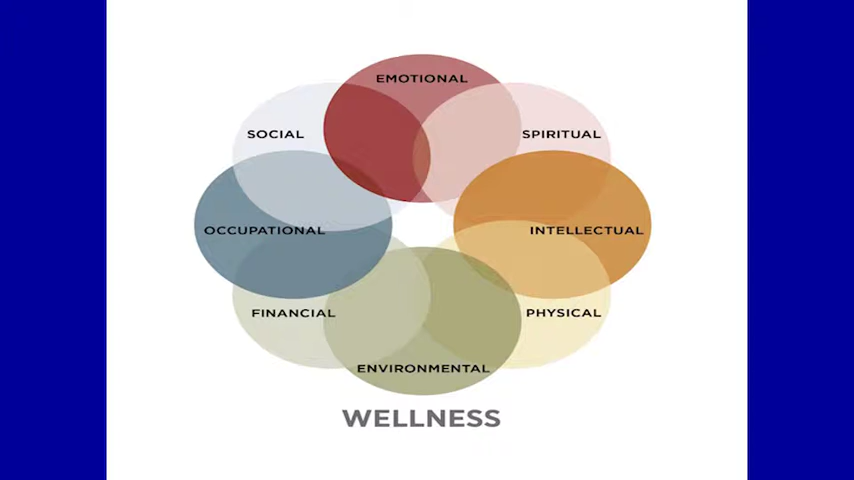 EMOTIONAL
SOCIAL
SPIRITUAL
OCCUPATIONAL
INTELLECTUAL
FINANCIAL
PHYSICAL
ENVIRONMENTAL
WELLNESS